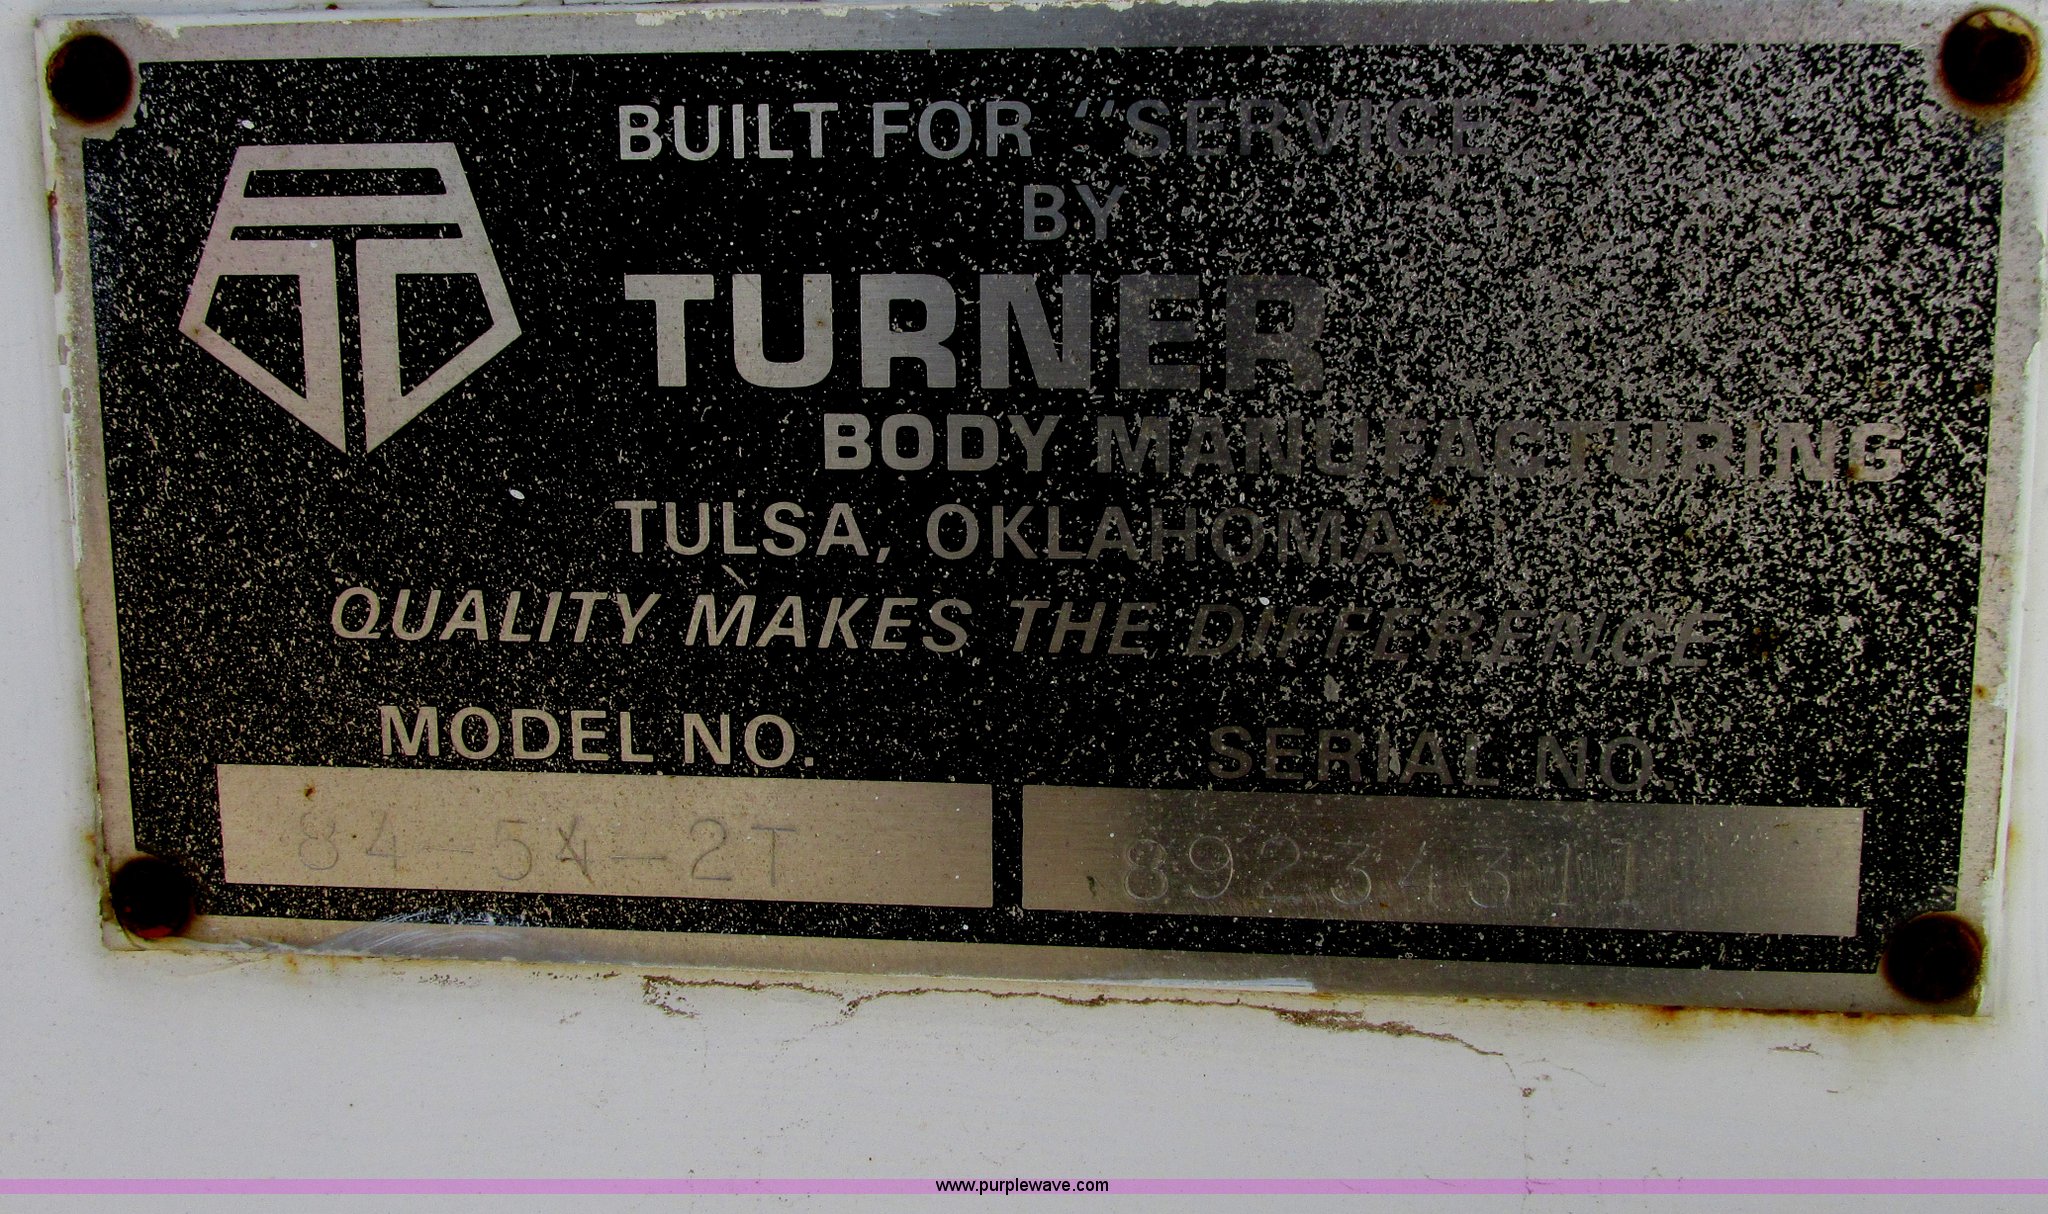 BUILT FOR "SERVICE"
BY
TURNER
BODY MANUFACTURING
TULSA, OKLAHOMA
QUALITY MAKES THE DIFFERENCE
MODEL NO. SERIAL NO.
84-54-2T 89234311
www.purplewave.com